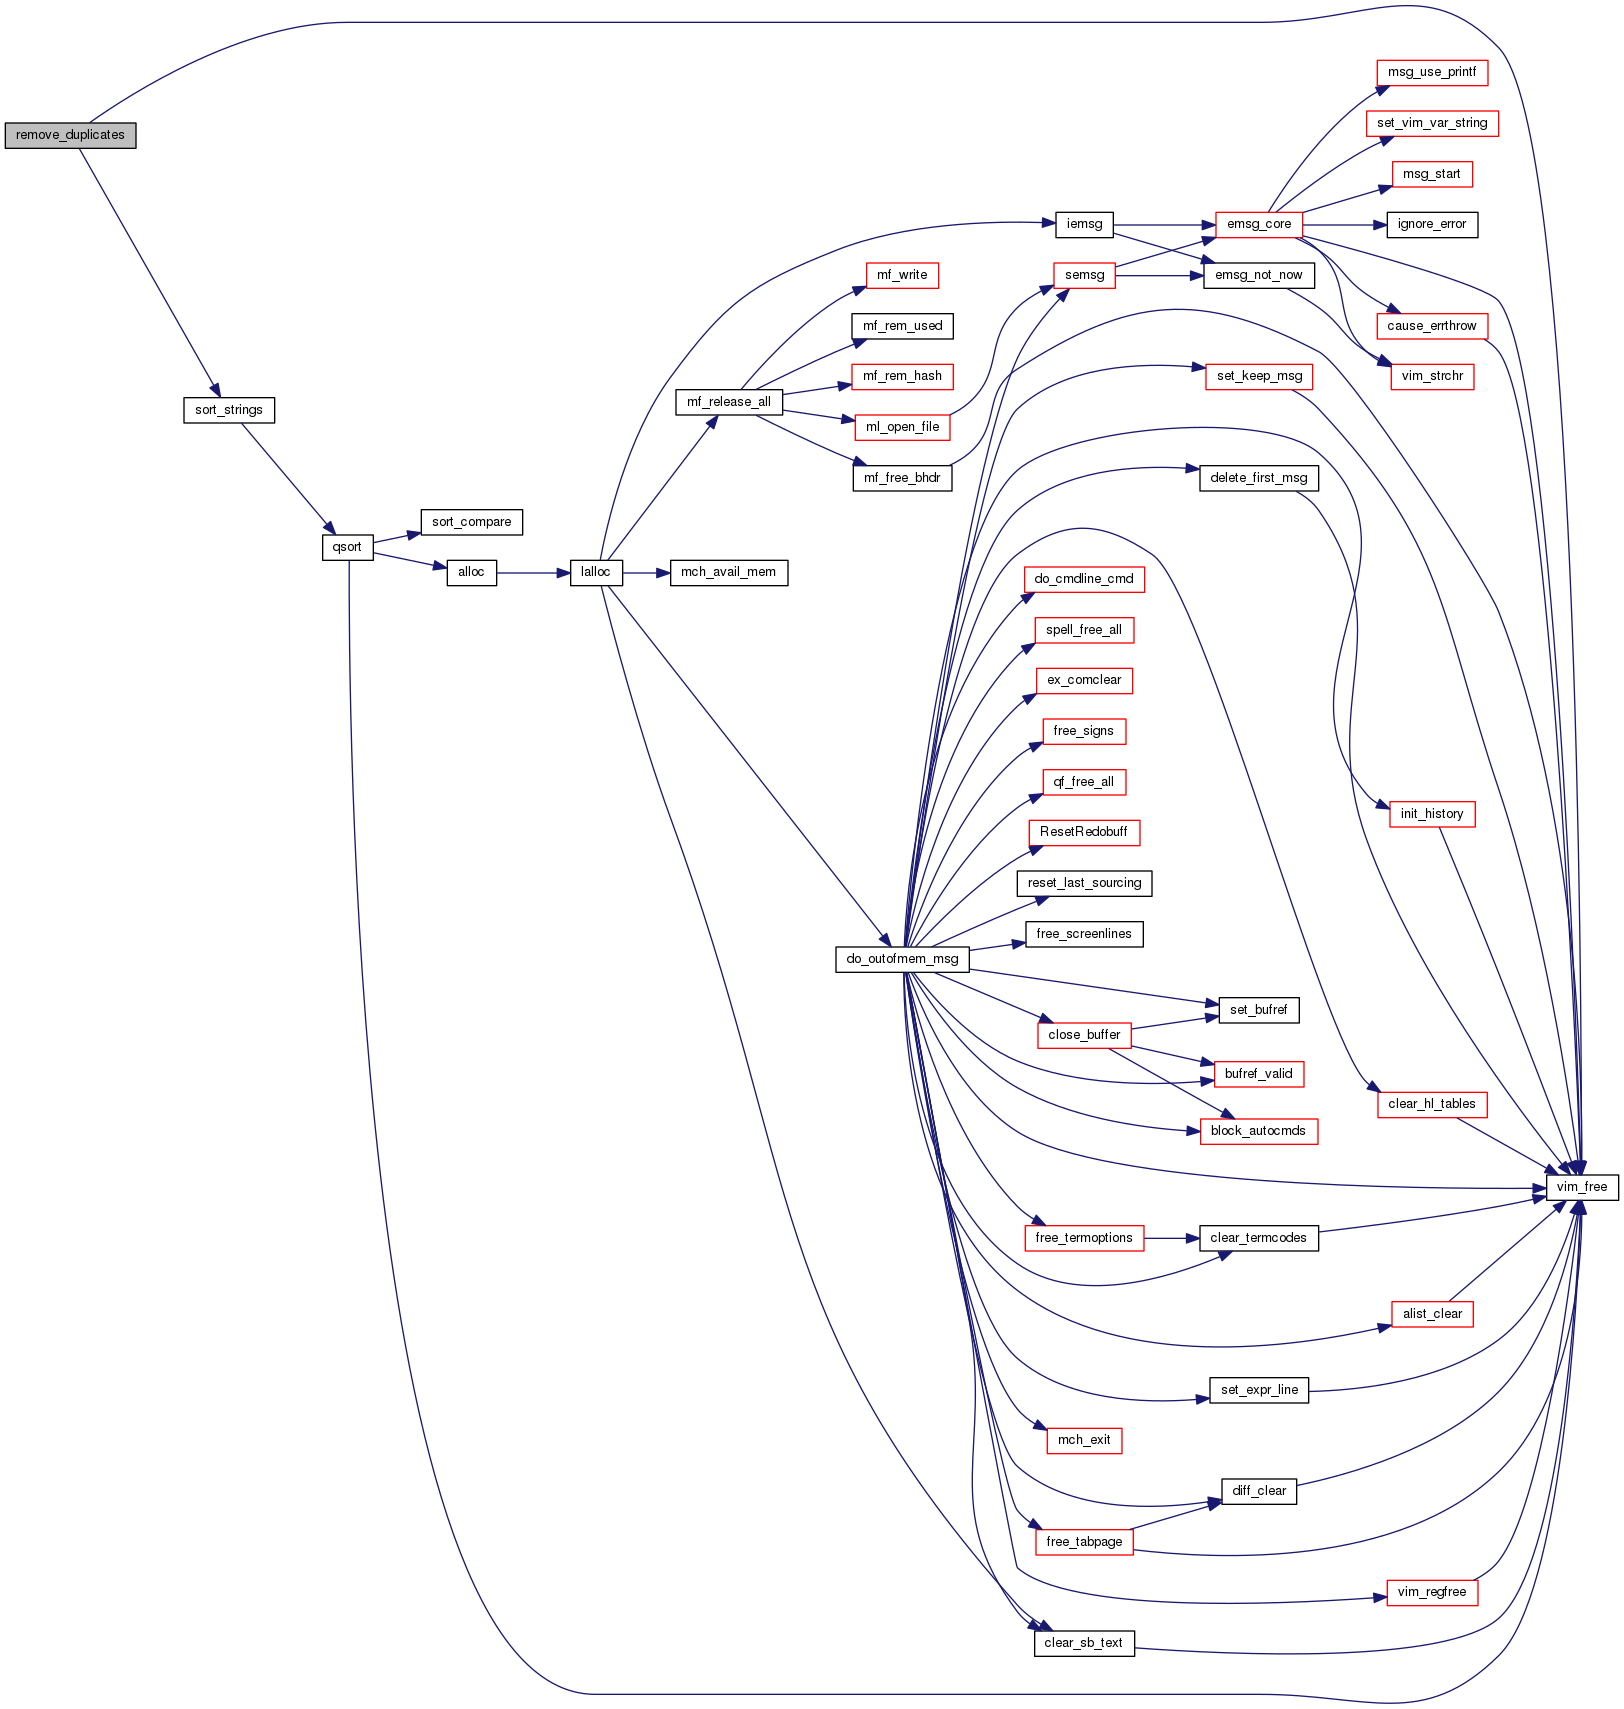 remove_duplicates
sort_strings
qsort
sort_compare
alloc
lalloc
mch_avail_mem
mf_release_all
mf_write
mf_rem_used
mf_rem_hash
ml_open_file
mf_free_bhdr
do_outofmem_msg
iemsg
semsg
emsg_core
emsg_not_now
msg_use_printf
set_vim_var_string
msg_start
ignore_error
cause_errthrow
vim_strchr
set_keep_msg
delete_first_msg
do_cmdline_cmd
spell_free_all
ex_comclear
free_signs
qf_free_all
ResetRedobuff
reset_last_sourcing
free_screenlines
set_bufref
close_buffer
bufref_valid
block_autocmds
init_history
clear_hl_tables
vim_free
free_termoptions
clear_termcodes
alist_clear
set_expr_line
mch_exit
diff_clear
free_tabpage
vim_regfree
clear_sb_text